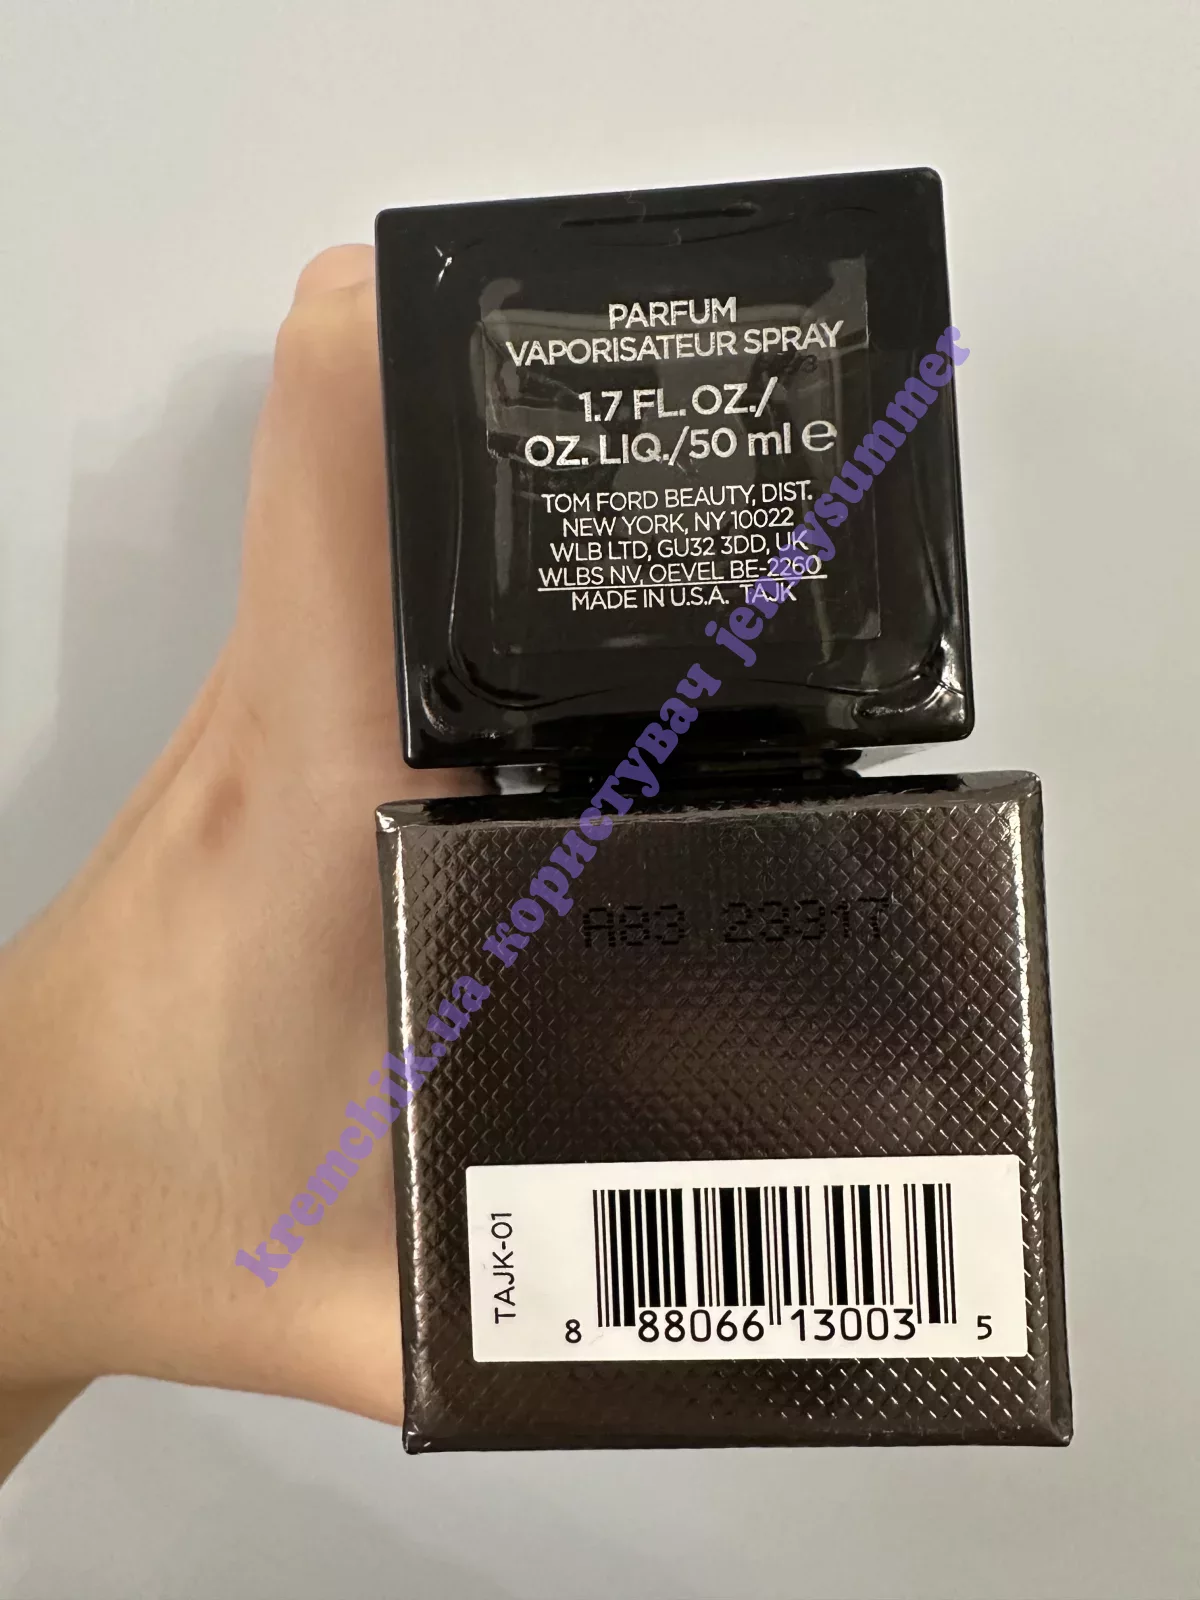 PARFUM
VAPORISATEUR SPRAY
1.7 FL. OZ./
OZ. LIQ./50 ml e
TOM FORD BEAUTY, DIST.
NEW YORK, NY 10022
WLB LTD, GU32 3DD, UK
WLBS NV, OEVEL BE-2260
MADE IN U.S.A. TAJK
kremchik.ua користувач jennysummer
TAJK-01
8 88066 13003 5